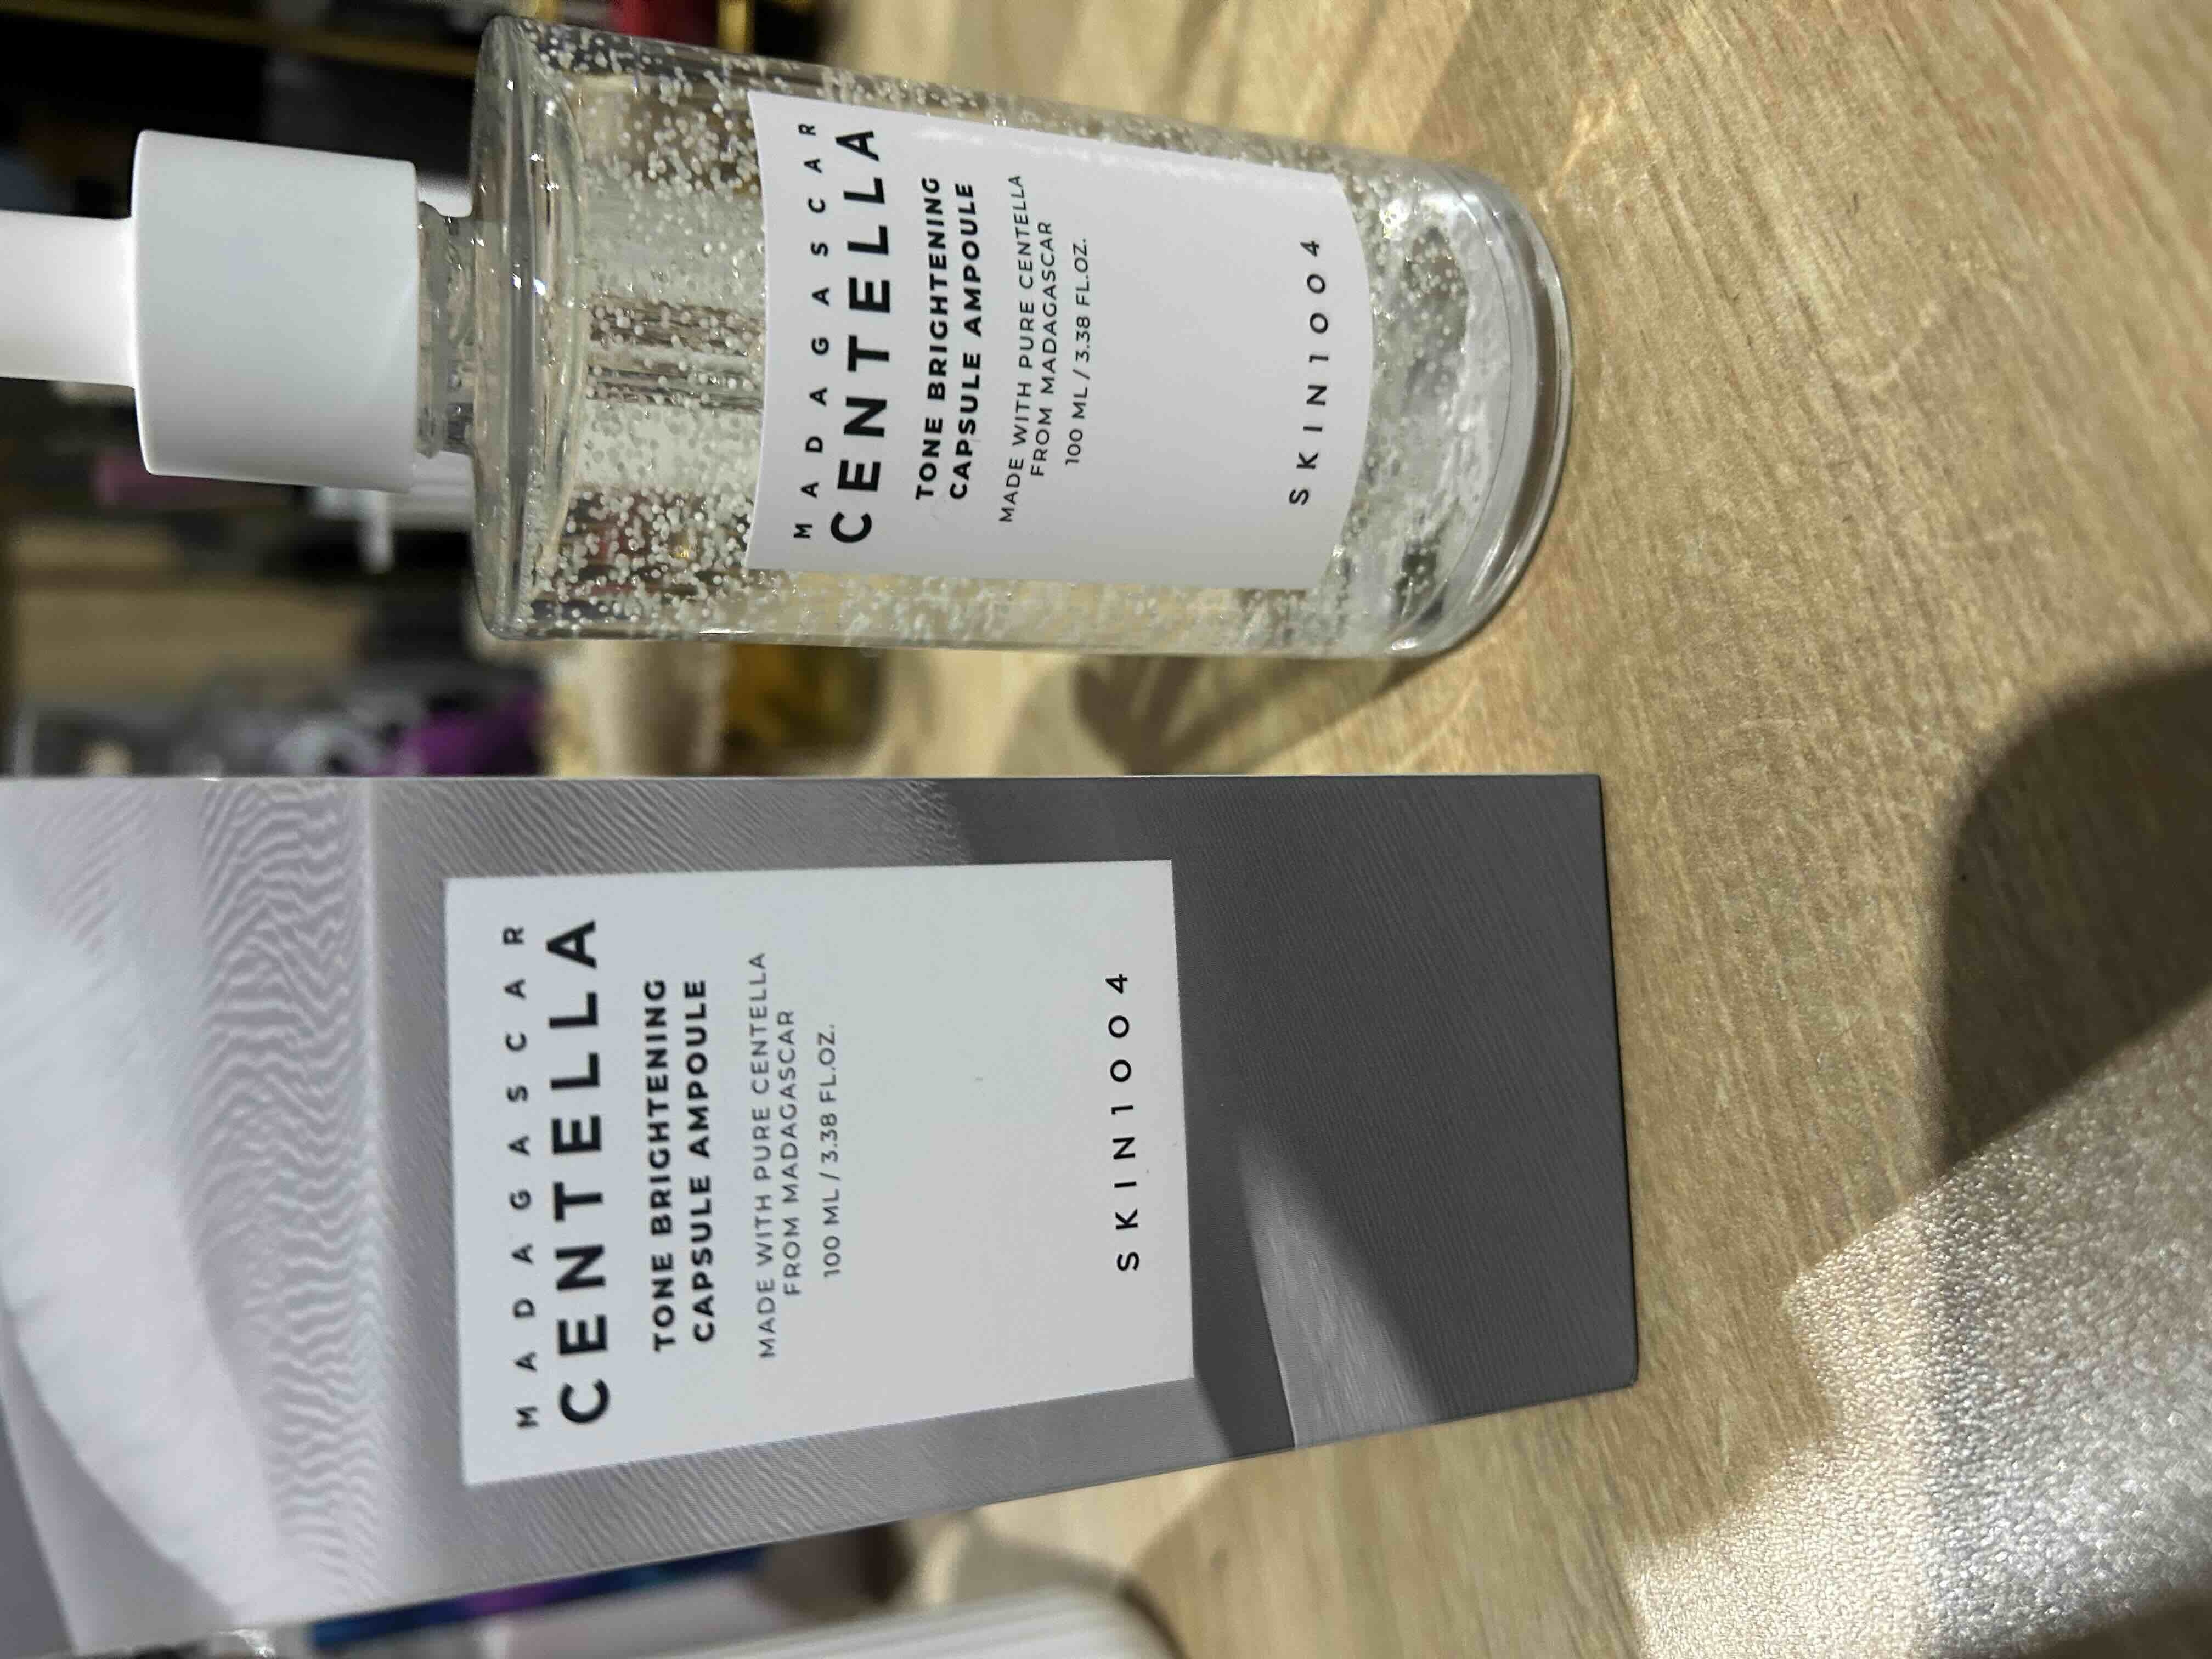 MADAGASCAR
CENTELLA
TONE BRIGHTENING
CAPSULE AMPOULE
MADE WITH PURE CENTELLA
FROM MADAGASCAR
100 ML / 3.38 FL.OZ.
SKIN1004
MADAGASCAR
CENTELLA
TONE BRIGHTENING
CAPSULE AMPOULE
MADE WITH PURE CENTELLA
FROM MADAGASCAR
100 ML / 3.38 FL.OZ.
SKIN1004